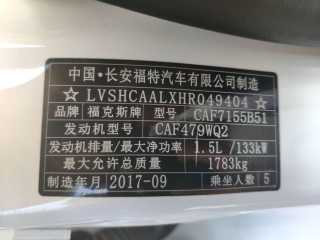 中国·长安福特汽车有限公司制造
☆ LVSHCAALXHR049404 ☆
品牌 福克斯牌 型号 CAF7155B51
发动机型号 CAF479WQ2
发动机排量/最大净功率 1.5L /133kW
最大允许总质量 1783kg
制造年月 2017-09 乘坐人数 5